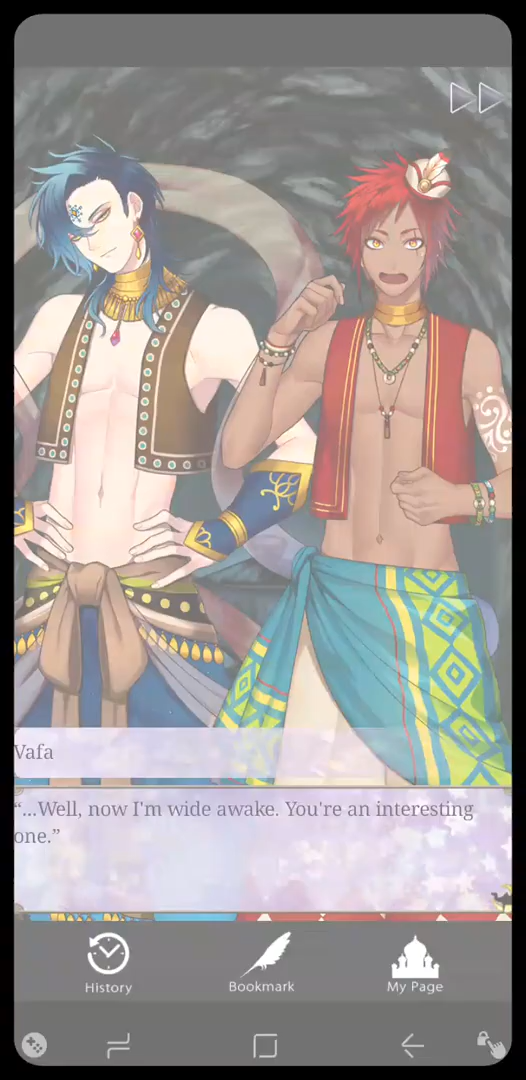 Vafa
“...Well, now I'm wide awake. You're an interesting
one.”
History
Bookmark
My Page